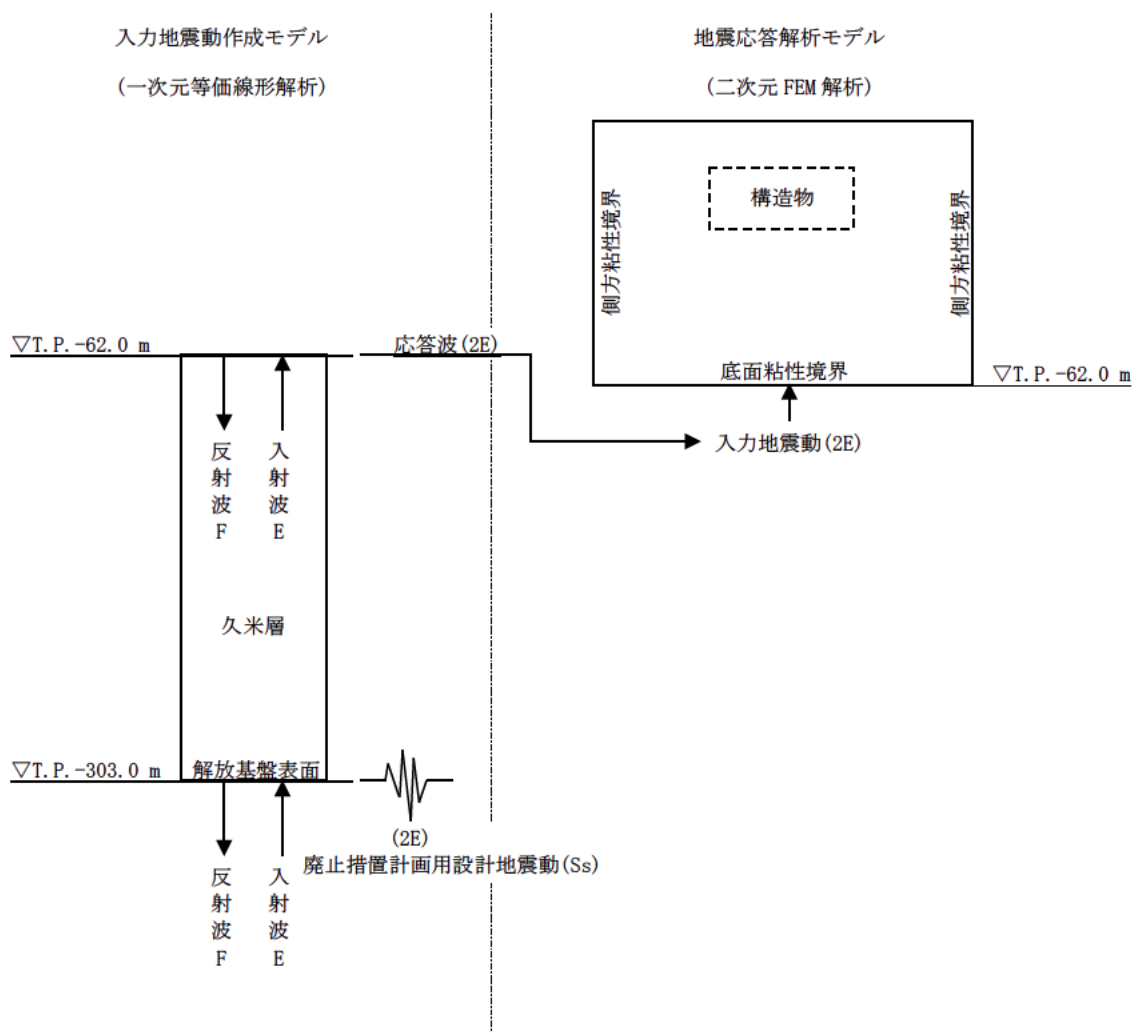 入力地震動作成モデル
(一次元等価線形解析)
地震応答解析モデル
(二次元 FEM 解析)
構造物
側方粘性境界
側方粘性境界
底面粘性境界
▽T.P.-62.0 m
入力地震動(2E)
▽T.P.-62.0 m
応答波(2E)
反射波F
入射波E
久米層
▽T.P.-303.0 m
解放基盤表面
(2E)
廃止措置計画用設計地震動(Ss)
反射波F
入射波E